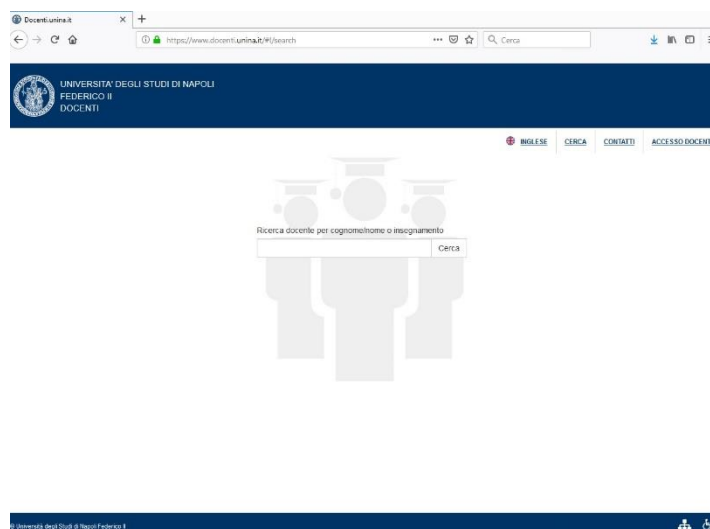 Docenti.unina.it
https://www.docenti.unina.it/#!/search
Cerca
UNIVERSITA' DEGLI STUDI DI NAPOLI
FEDERICO II
DOCENTI
INGLESE CERCA CONTATTI ACCESSO DOCENT
Ricerca docente per cognome/nome o insegnamento
Cerca
© Università degli Studi di Napoli Federico II